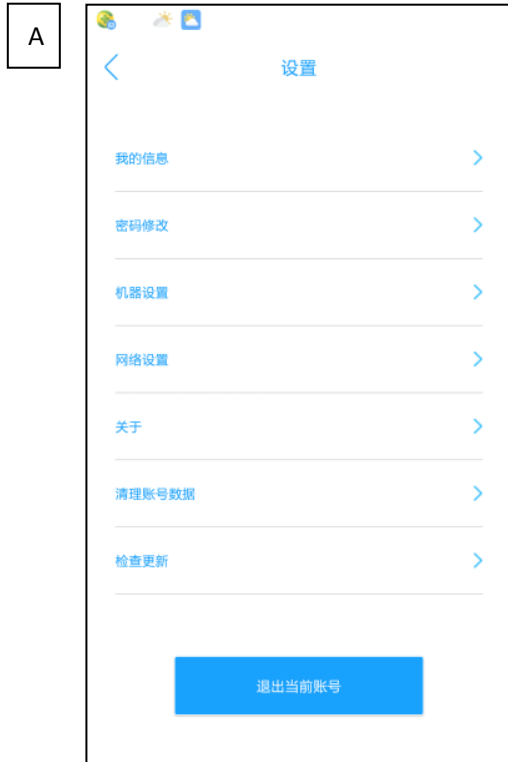 A
设置
我的信息
密码修改
机器设置
网络设置
关于
清理账号数据
检查更新
退出当前账号